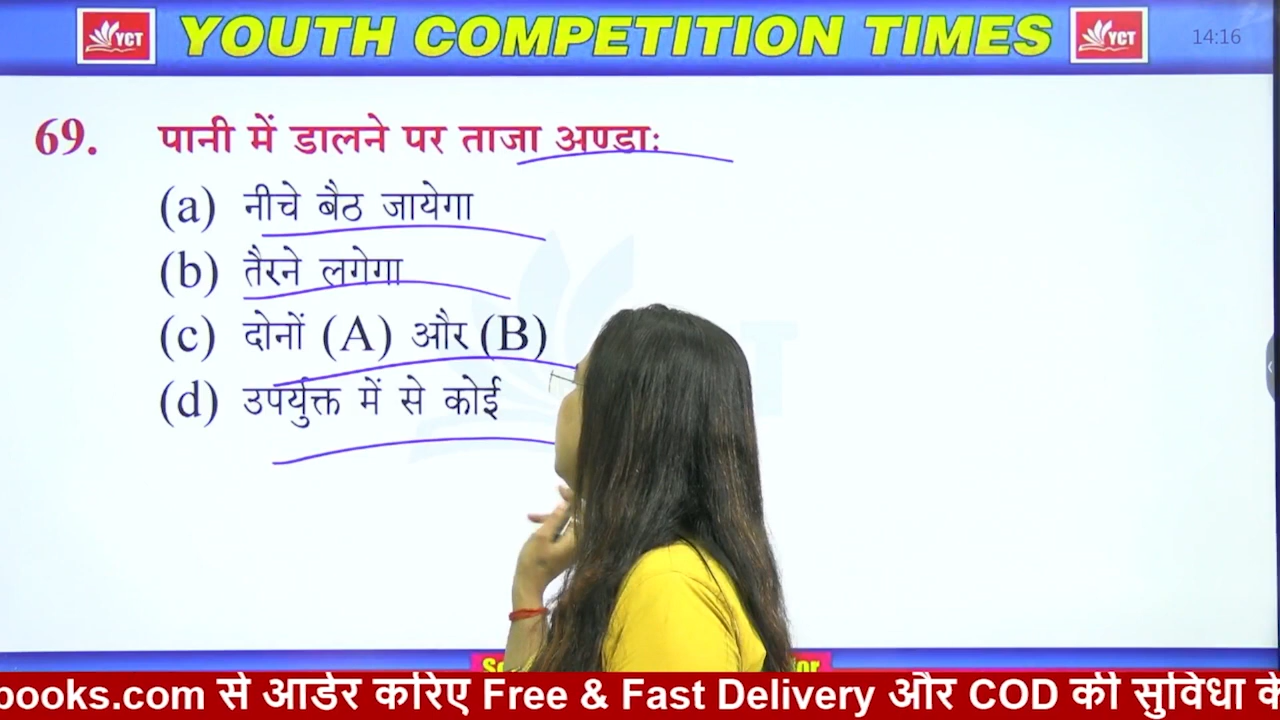 YCT YOUTH COMPETITION TIMES YCT 14:16
69. पानी में डालने पर ताजा अण्डाः
(a) नीचे बैठ जायेगा
(b) तैरने लगेगा
(c) दोनों (A) और (B)
(d) उपर्युक्त में से कोई
books.com से आर्डर करिए Free & Fast Delivery और COD की सुविधा के